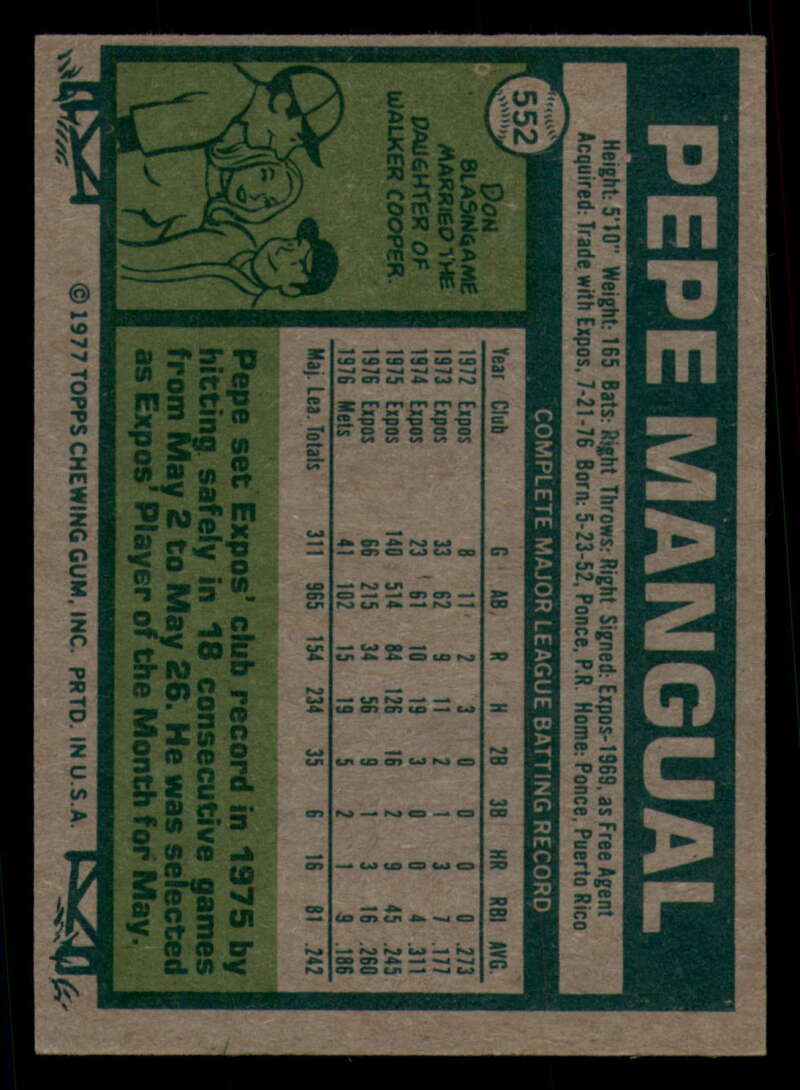 552
PEPE MANGUAL
Height: 5'10" Weight: 165 Bats: Right Throws: Right Signed: Expos-1969, as Free Agent
Acquired: Trade with Expos, 7-21-76 Born: 5-23-52, Ponce, P.R. Home: Ponce, Puerto Rico
COMPLETE MAJOR LEAGUE BATTING RECORD
Year Club G AB R H 2B 3B HR RBI AVG.
1972 Expos 8 11 2 3 0 0 0 0 .273
1973 Expos 33 62 9 11 2 1 3 7 .177
1974 Expos 23 61 10 19 3 0 0 4 .311
1975 Expos 140 514 84 126 16 2 9 45 .245
1976 Expos 66 215 34 56 9 1 3 16 .260
1976 Mets 41 102 15 19 5 2 1 9 .186
Maj. Lea. Totals 311 965 154 234 35 6 16 81 .242
DON
BLASINGAME
MARRIED THE
DAUGHTER OF
WALKER COOPER.
Pepe set Expos' club record in 1975 by
hitting safely in 18 consecutive games
from May 2 to May 26. He was selected
as Expos' Player of the Month for May.
© 1977 TOPPS CHEWING GUM, INC. PRTD. IN U.S.A.